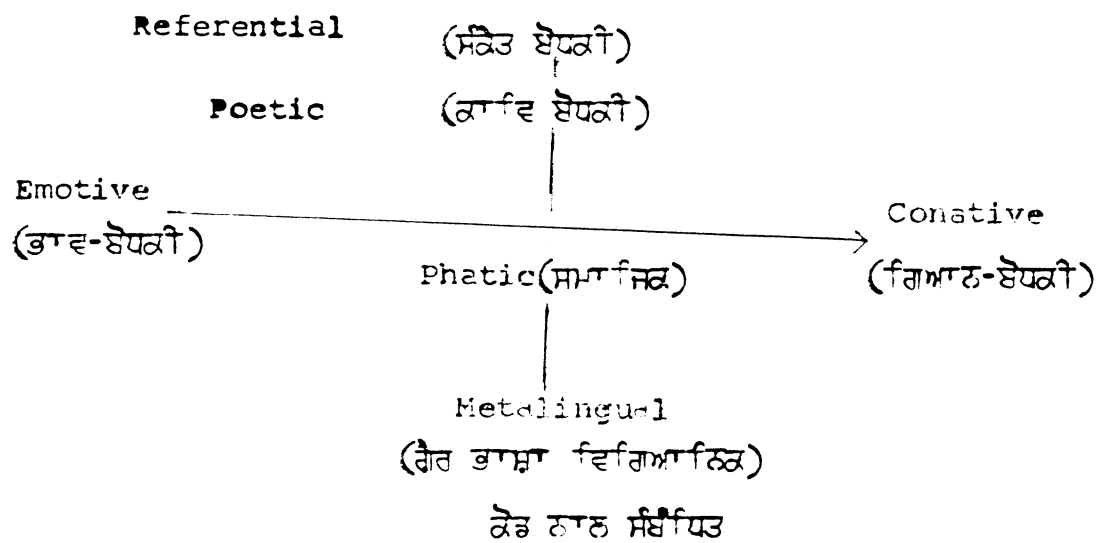 Referential (ਸੰਕੇਤ ਬੋਧਕੀ)
Poetic (ਕਾਵਿ ਬੋਧਕੀ)
Emotive
(ਭਾਵ-ਬੋਧਕੀ)
Conative
(ਗਿਆਨ-ਬੋਧਕੀ)
Phatic(ਸਮਾਜਿਕ)
Metalingual
(ਗੈਰ ਭਾਸ਼ਾ ਵਿਗਿਆਨਿਕ)
ਕੋਡ ਨਾਲ ਸੰਬੰਧਿਤ